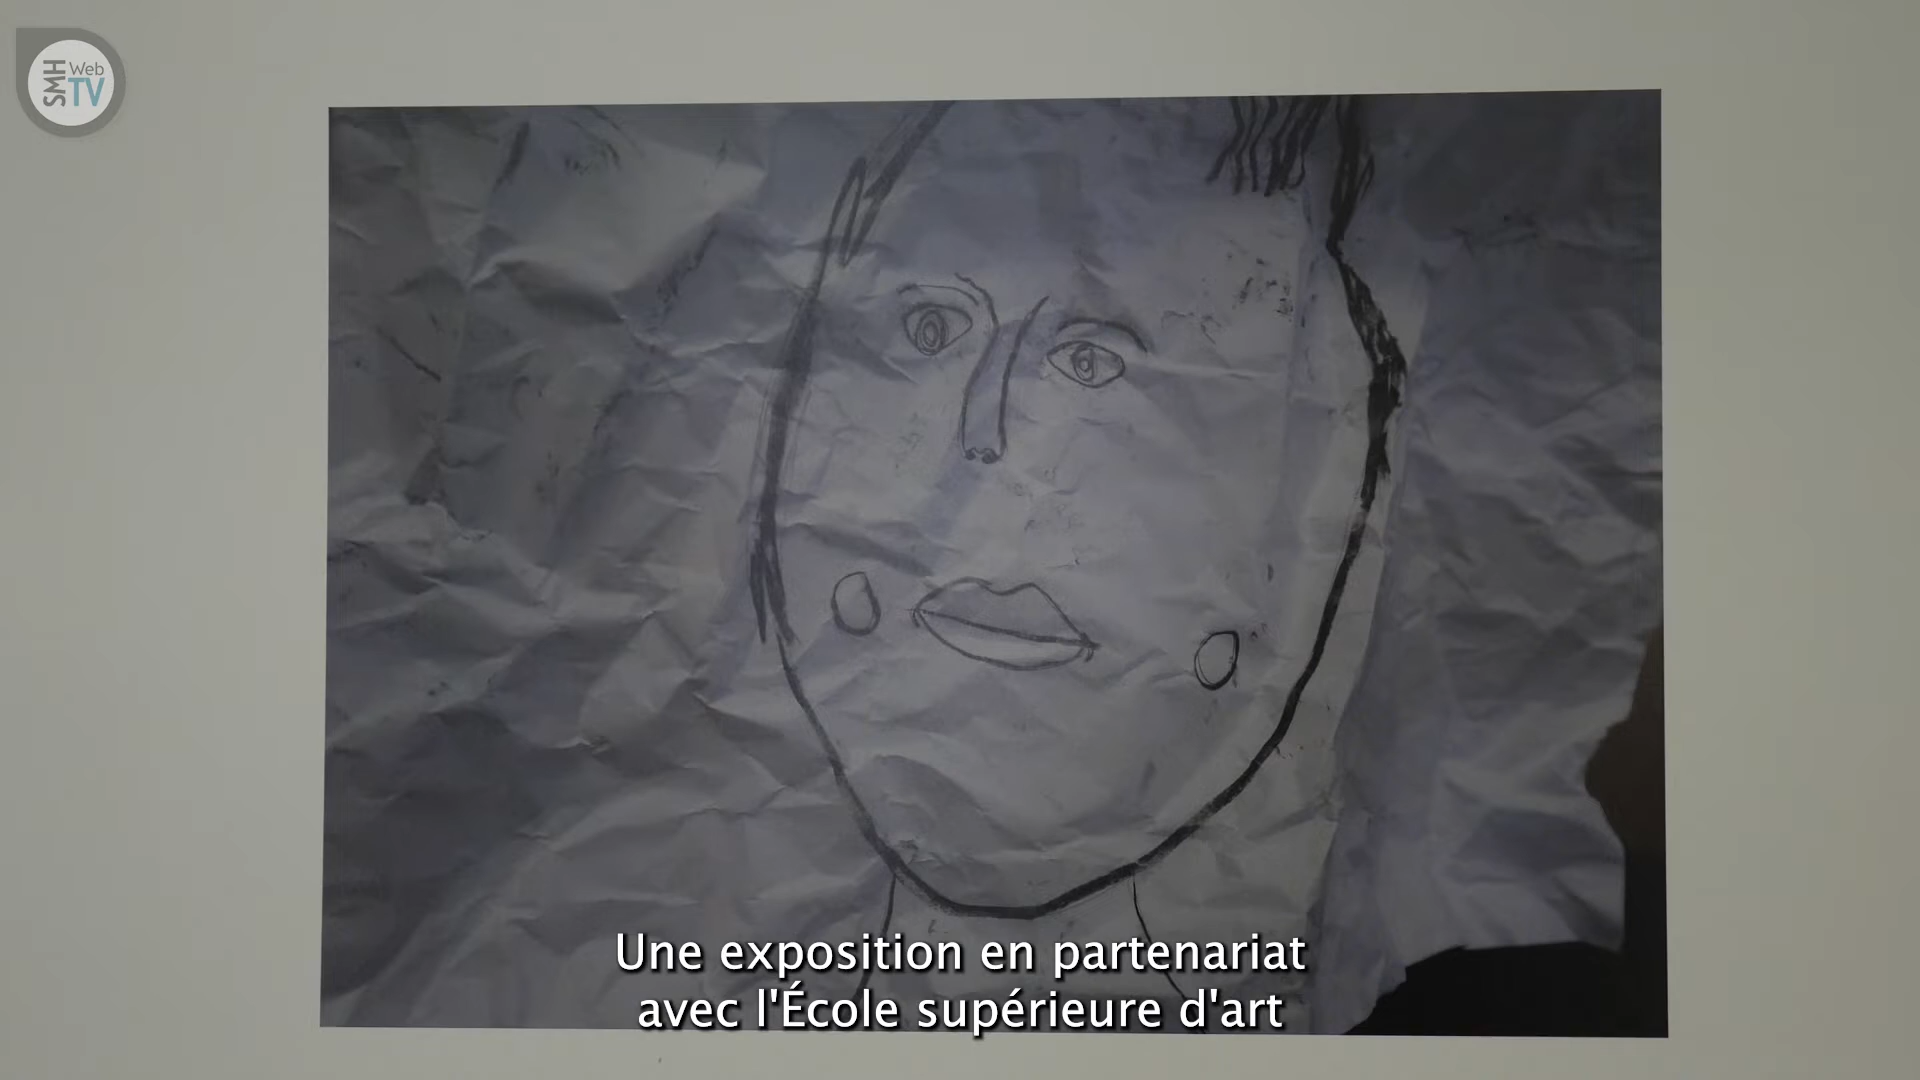 SMH
Web
TV
Une exposition en partenariat
avec l'École supérieure d'art